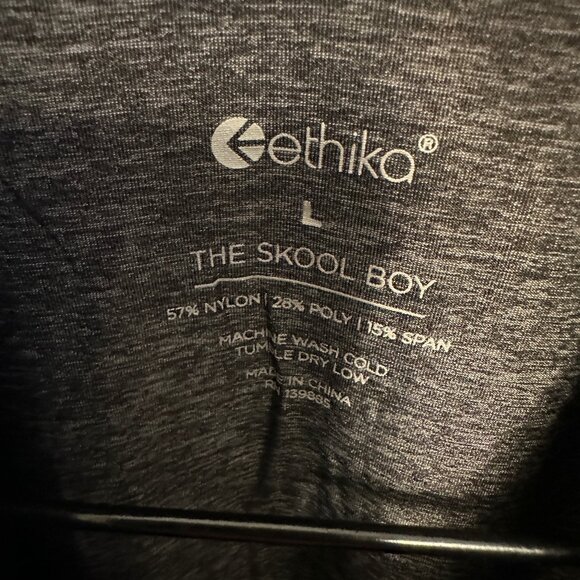 ethika®
L
THE SKOOL BOY
57% NYLON | 28% POLY | 15% SPAN
MACHINE WASH COLD
TUMBLE DRY LOW
MADE IN CHINA
RN